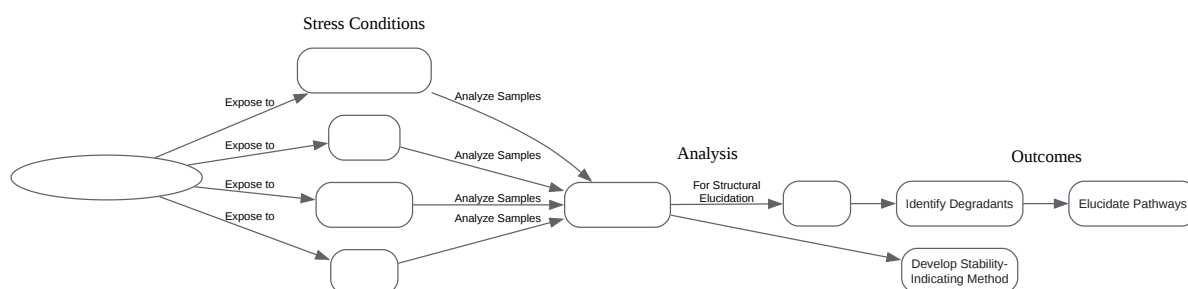 Stress Conditions
Expose to
Analyze Samples
Expose to
Analyze Samples
Expose to
Analyze Samples
Expose to
Analyze Samples
Analysis
For Structural
Elucidation
Outcomes
Identify Degradants
Elucidate Pathways
Develop Stability-
Indicating Method